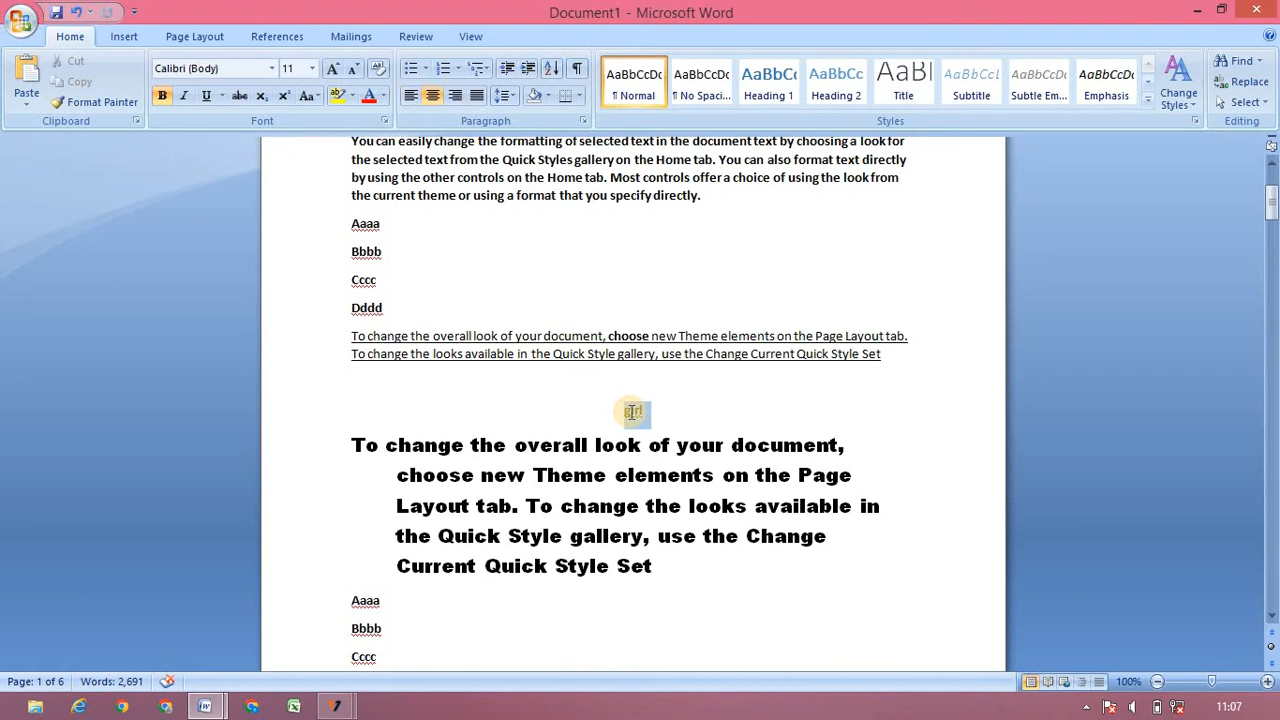 Document1 - Microsoft Word
Home Insert Page Layout References Mailings Review View
Paste
Cut
Copy
Format Painter
Clipboard
Calibri (Body) 11
Font
Paragraph
AaBbCcDc AaBbCcDc AaBbCc AaBbCc AaBl AaBbCcL AaBbCcDc AaBbCcDc
¶ Normal ¶ No Spaci... Heading 1 Heading 2 Title Subtitle Subtle Em... Emphasis
Change Styles
Styles
Find
Replace
Select
Editing
You can easily change the formatting of selected text in the document text by choosing a look for
the selected text from the Quick Styles gallery on the Home tab. You can also format text directly
by using the other controls on the Home tab. Most controls offer a choice of using the look from
the current theme or using a format that you specify directly.
Aaaa
Bbbb
Cccc
Dddd
To change the overall look of your document, choose new Theme elements on the Page Layout tab.
To change the looks available in the Quick Style gallery, use the Change Current Quick Style Set
girl
To change the overall look of your document,
choose new Theme elements on the Page
Layout tab. To change the looks available in
the Quick Style gallery, use the Change
Current Quick Style Set
Aaaa
Bbbb
Cccc
Page: 1 of 6 Words: 2,691 100%
11:07